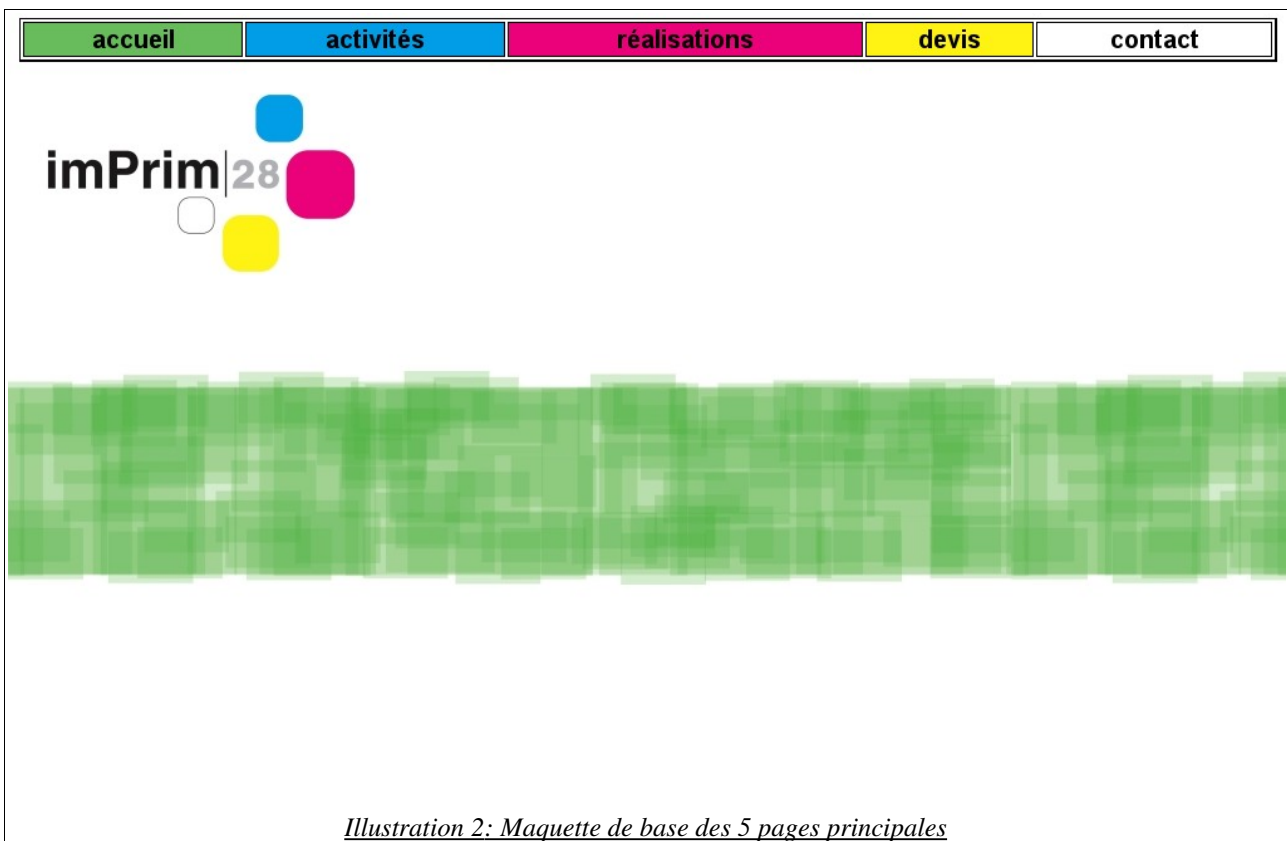 accueil activités réalisations devis contact
imPrim|28
Illustration 2: Maquette de base des 5 pages principales